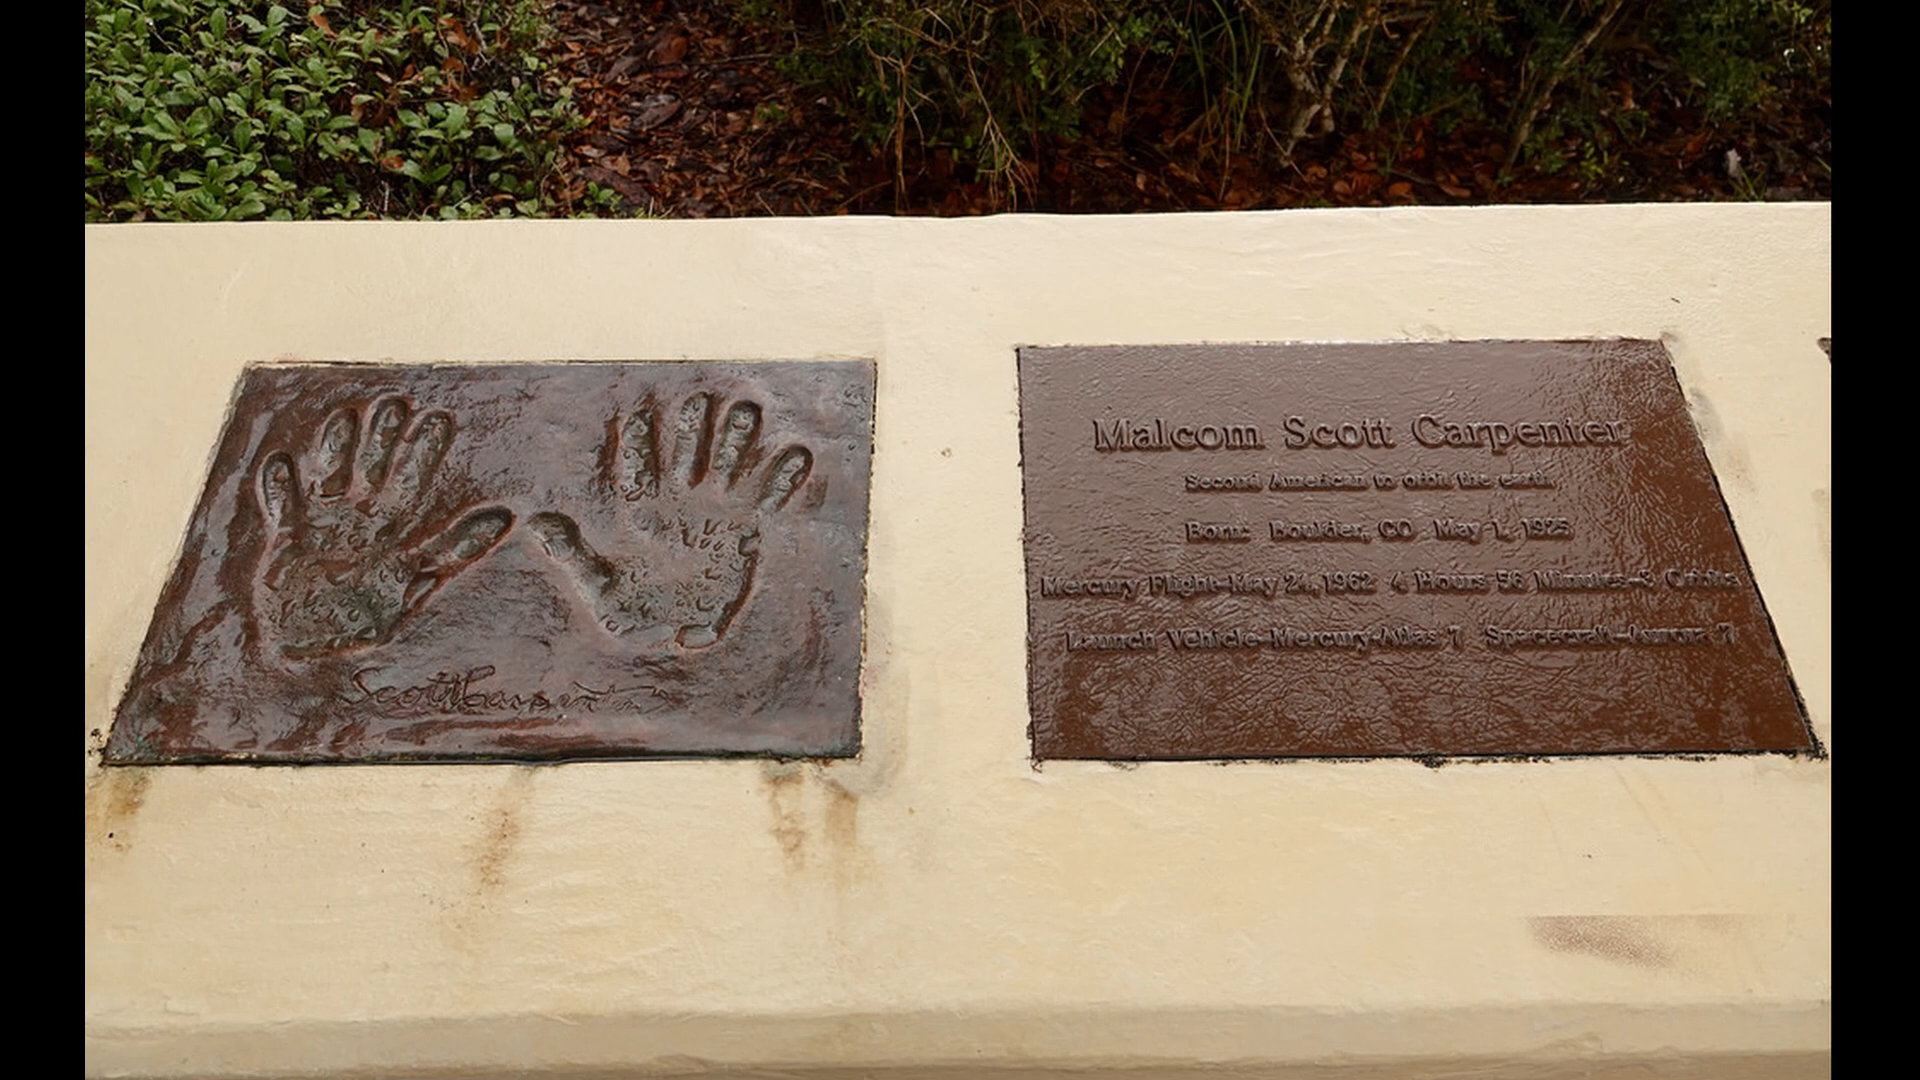 Scott Carpenter
Malcom Scott Carpenter
Second American to orbit the earth
Born: Boulder, CO May 1, 1925
Mercury Flight-May 24, 1962 4 Hours 56 Minutes-3 Orbits
Launch Vehicle-Mercury-Atlas 7 Spacecraft-Aurora 7